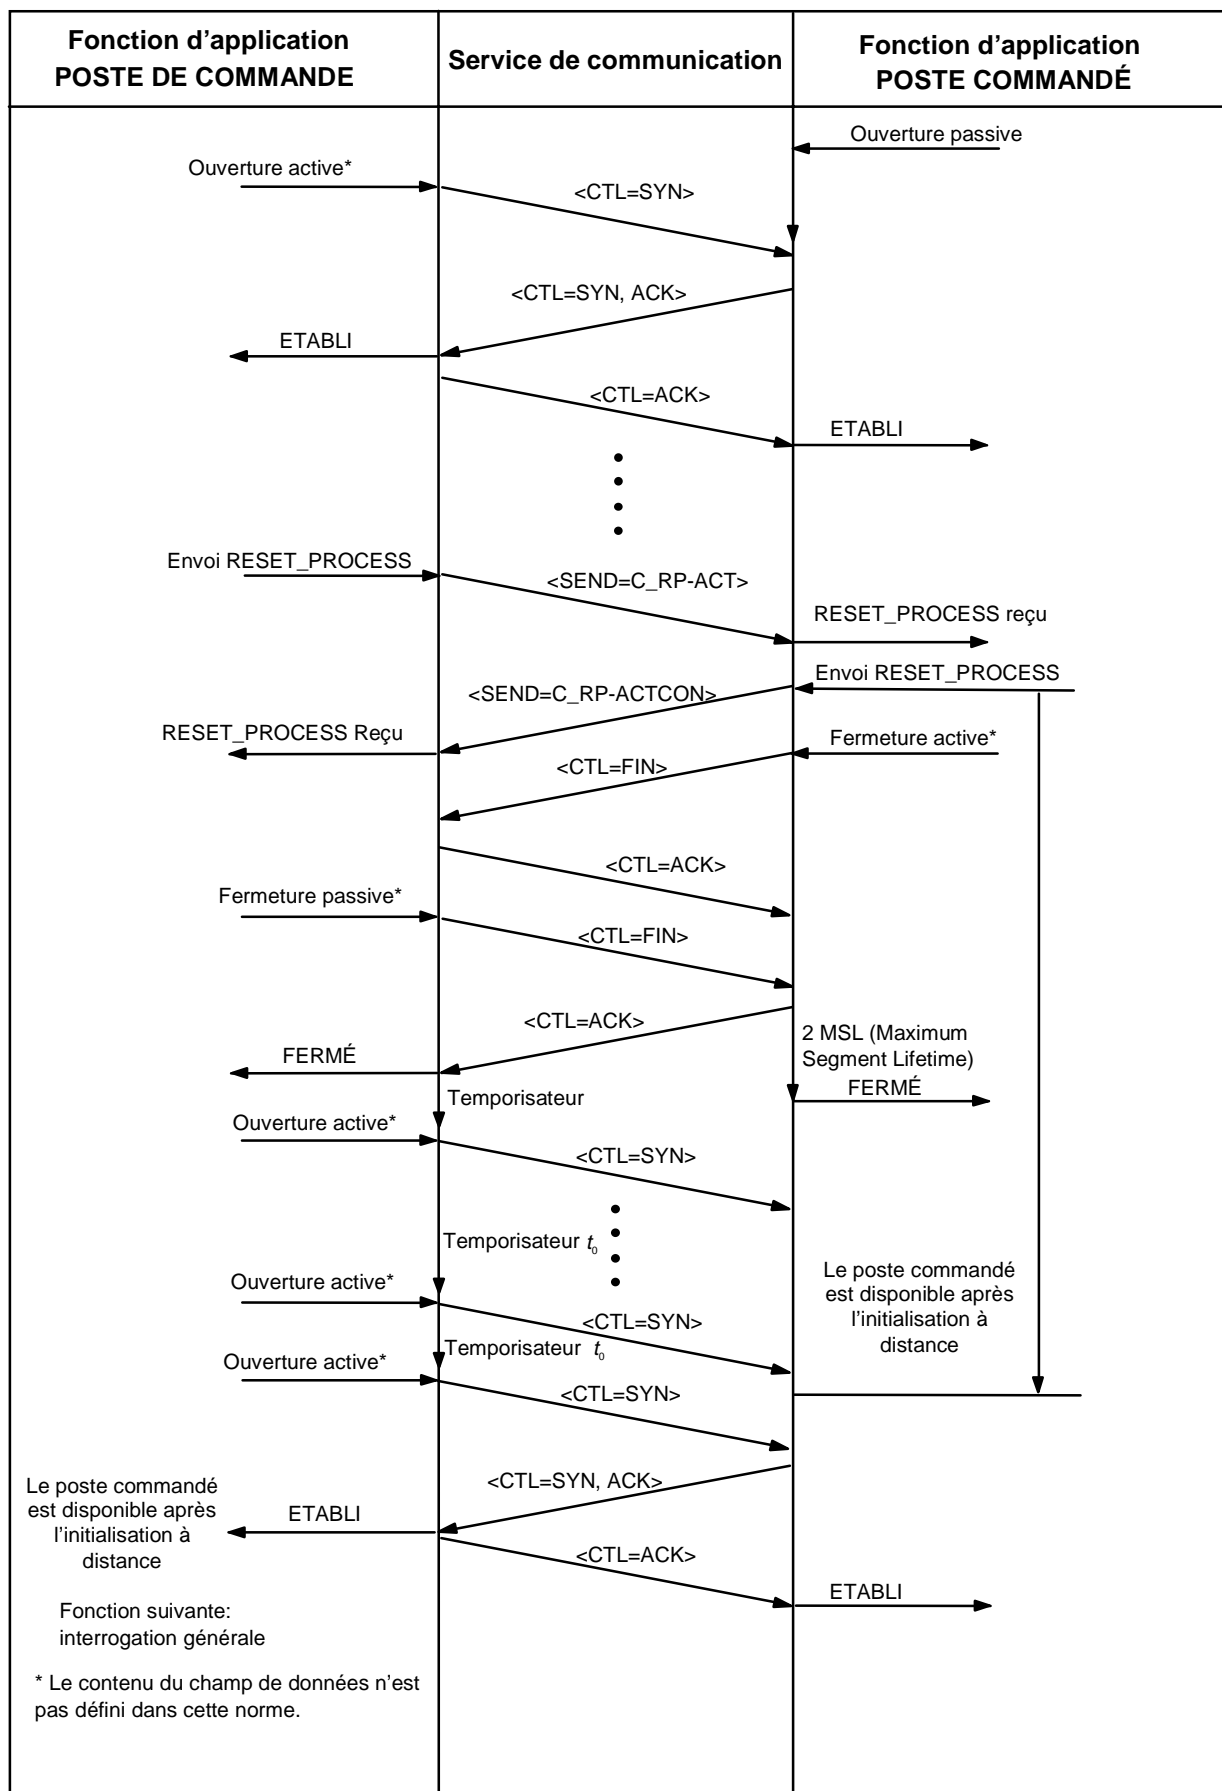 Fonction d'application
POSTE DE COMMANDE
Service de communication
Fonction d'application
POSTE COMMANDÉ
Ouverture passive
Ouverture active*
<CTL=SYN>
<CTL=SYN, ACK>
ETABLI
<CTL=ACK>
ETABLI
Envoi RESET_PROCESS
<SEND=C_RP-ACT>
RESET_PROCESS reçu
Envoi RESET_PROCESS
<SEND=C_RP-ACTCON>
RESET_PROCESS Reçu
Fermeture active*
<CTL=FIN>
<CTL=ACK>
Fermeture passive*
<CTL=FIN>
<CTL=ACK>
2 MSL (Maximum
Segment Lifetime)
FERMÉ
FERMÉ
Temporisateur
Ouverture active*
<CTL=SYN>
Temporisateur t0
Ouverture active*
<CTL=SYN>
Le poste commandé
est disponible après
l'initialisation à
distance
Temporisateur t0
Ouverture active*
<CTL=SYN>
<CTL=SYN, ACK>
Le poste commandé
est disponible après
l'initialisation à
distance
ETABLI
<CTL=ACK>
ETABLI
Fonction suivante:
interrogation générale
* Le contenu du champ de données n'est
pas défini dans cette norme.